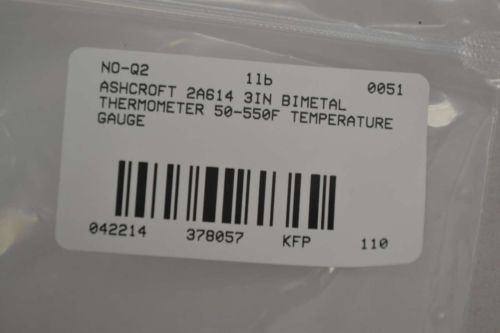 NO-Q2 1lb 0051
ASHCROFT 2A614 3IN BIMETAL
THERMOMETER 50-550F TEMPERATURE
GAUGE
042214 378057 KFP 110